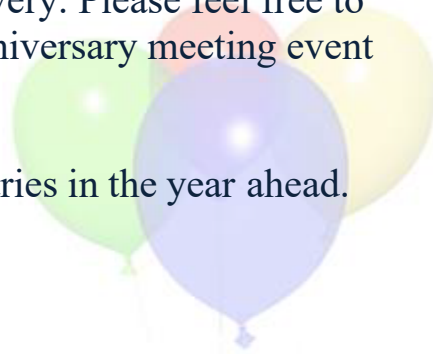 very. Please feel free to
niversary meeting event
ries in the year ahead.